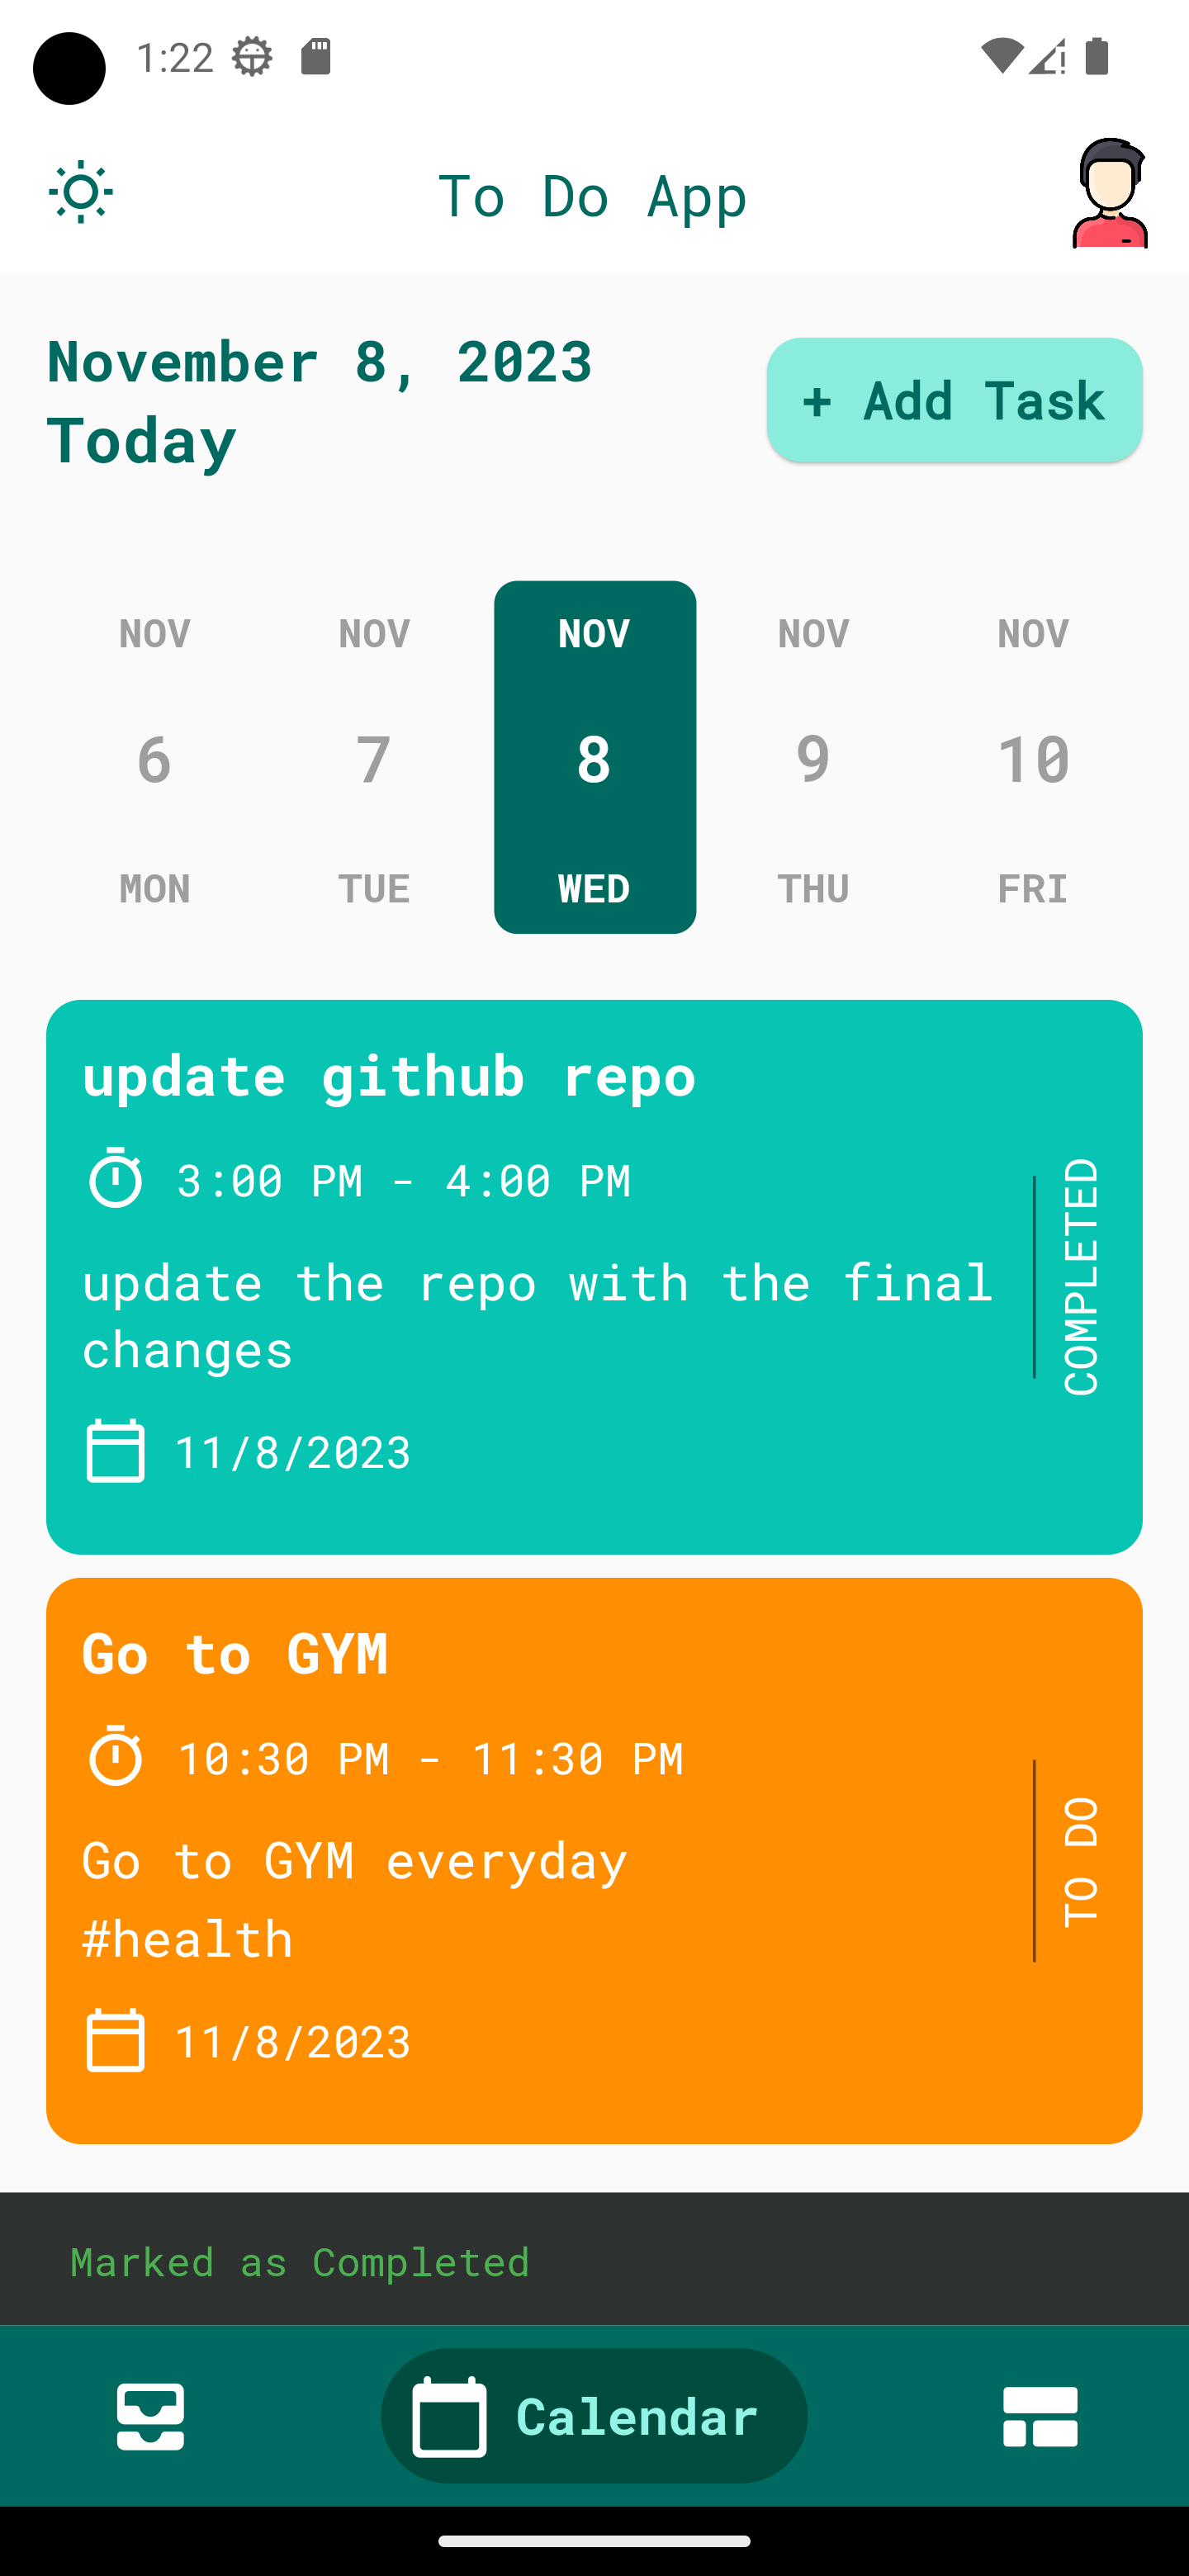 1:22
To Do App
November 8, 2023
Today
+ Add Task
NOV NOV NOV NOV NOV
6 7 8 9 10
MON TUE WED THU FRI
update github repo
3:00 PM - 4:00 PM
update the repo with the final
changes
11/8/2023
COMPLETED
Go to GYM
10:30 PM - 11:30 PM
Go to GYM everyday
#health
11/8/2023
TO DO
Marked as Completed
Calendar